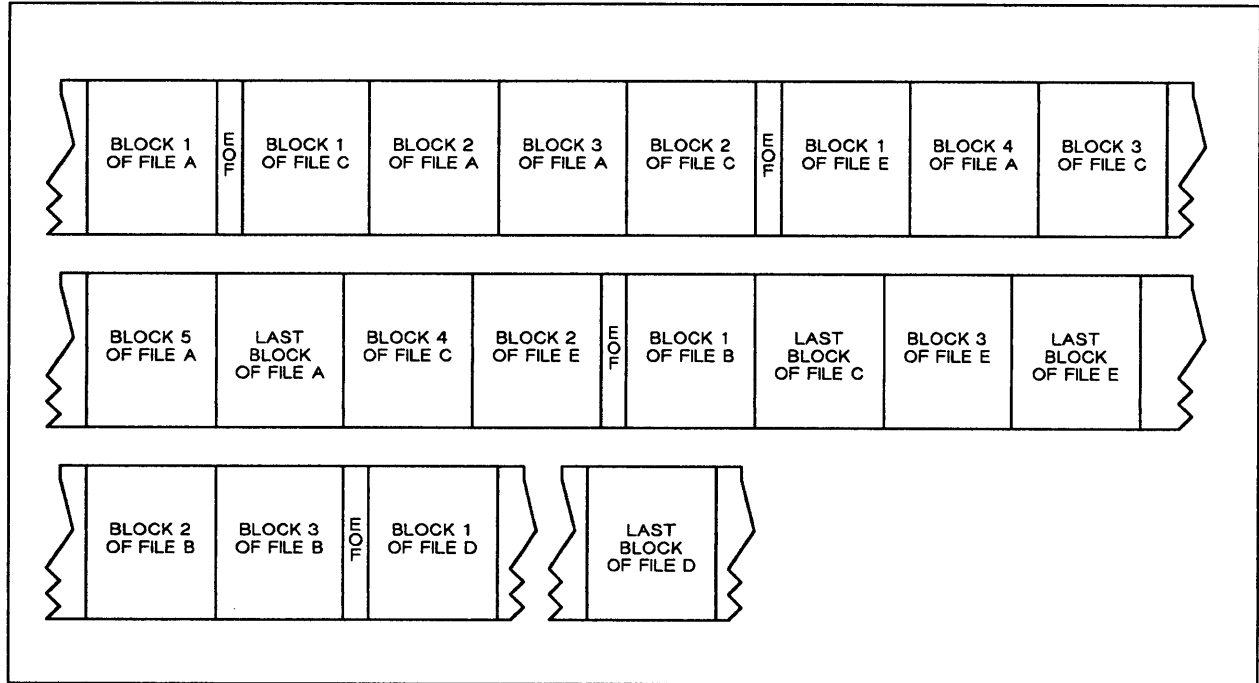 BLOCK 1
OF FILE A
EOF
BLOCK 1
OF FILE C
BLOCK 2
OF FILE A
BLOCK 3
OF FILE A
BLOCK 2
OF FILE C
EOF
BLOCK 1
OF FILE E
BLOCK 4
OF FILE A
BLOCK 3
OF FILE C
BLOCK 5
OF FILE A
LAST
BLOCK
OF FILE A
BLOCK 4
OF FILE C
BLOCK 2
OF FILE E
EOF
BLOCK 1
OF FILE B
LAST
BLOCK
OF FILE C
BLOCK 3
OF FILE E
LAST
BLOCK
OF FILE E
BLOCK 2
OF FILE B
BLOCK 3
OF FILE B
EOF
BLOCK 1
OF FILE D
LAST
BLOCK
OF FILE D